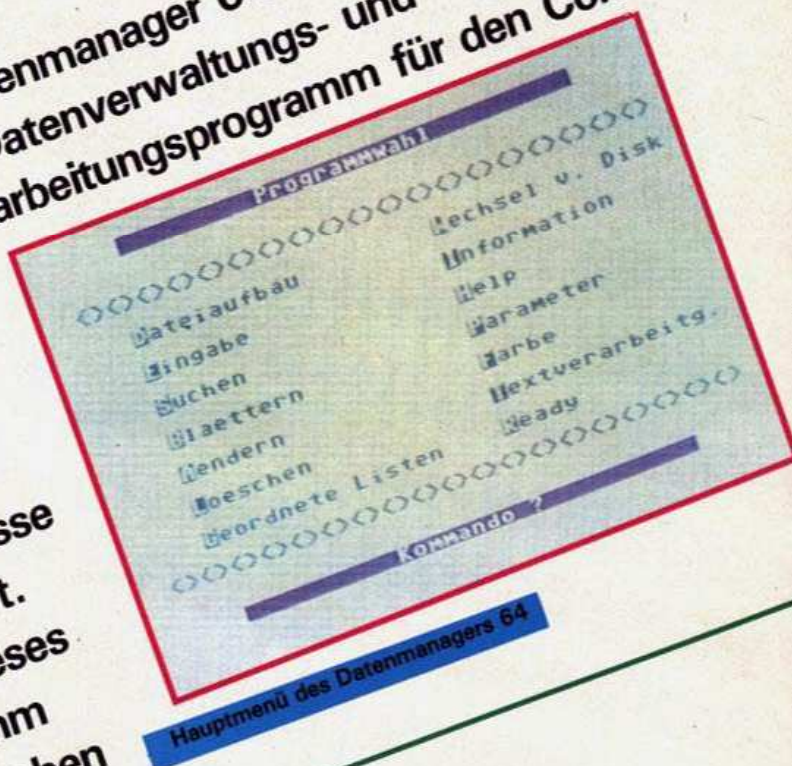 enmanager
atenverwaltungs- und
arbeitungsprogramm für den Co
Programmwahl
Dateiaufbau
Eingabe
Suchen
Blaettern
Aendern
Loeschen
Geordnete Listen
Wechsel v. Disk
Information
Help
Parameter
Farbe
Textverarbeitg.
Ready
Kommando ?
sse
t.
eses
mm
hen
Hauptmenü des Datenmanagers 64